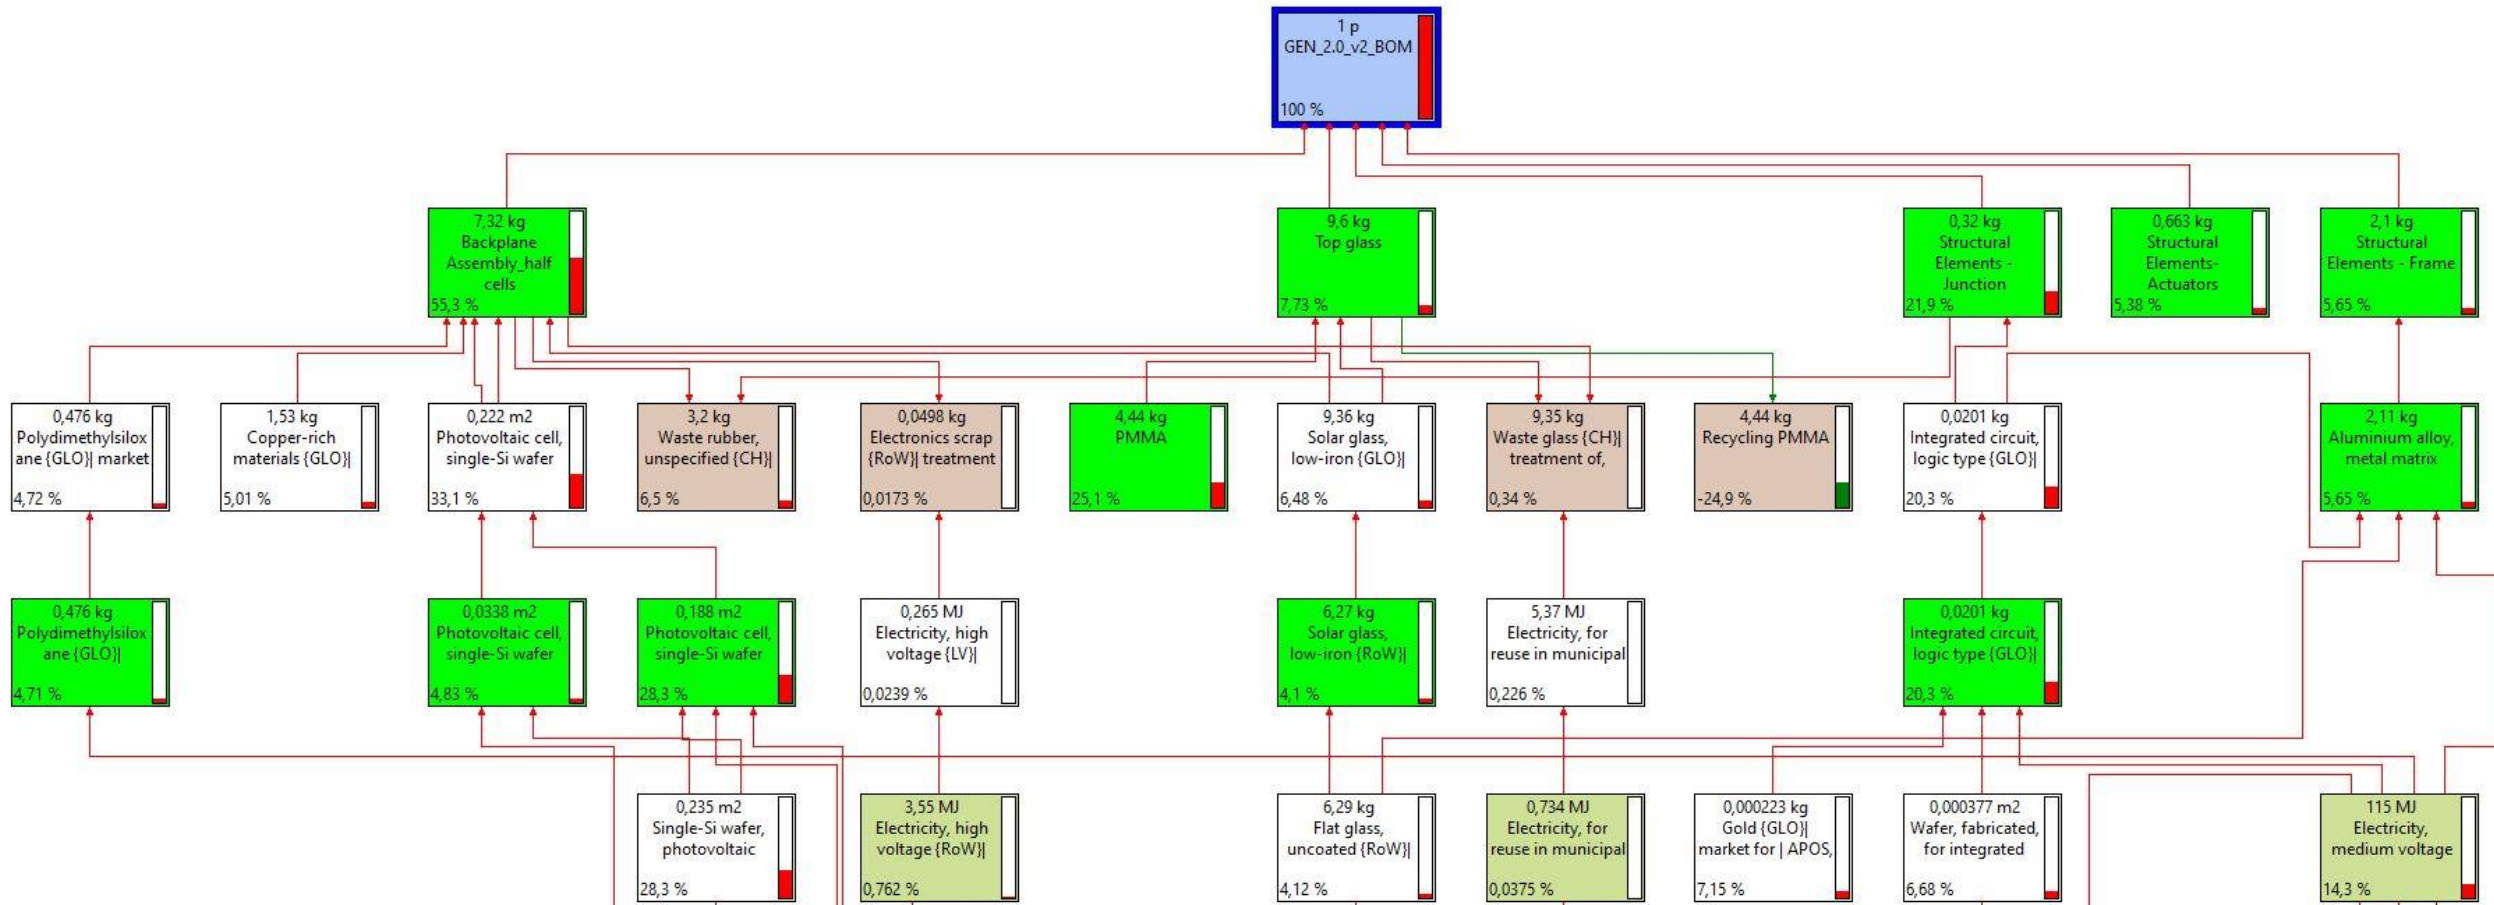 1 p
GEN_2.0_v2_BOM
100 %
7,32 kg
Backplane
Assembly_half
cells
55,3 %
9,6 kg
Top glass
7,73 %
0,32 kg
Structural
Elements -
Junction
21,9 %
0,663 kg
Structural
Elements-
Actuators
5,38 %
2,1 kg
Structural
Elements - Frame
5,65 %
0,476 kg
Polydimethylsilox
ane {GLO}| market
4,72 %
1,53 kg
Copper-rich
materials {GLO}|
5,01 %
0,222 m2
Photovoltaic cell,
single-Si wafer
33,1 %
3,2 kg
Waste rubber,
unspecified {CH}|
6,5 %
0,0498 kg
Electronics scrap
{RoW}| treatment
0,0173 %
4,44 kg
PMMA
25,1 %
9,36 kg
Solar glass,
low-iron {GLO}|
6,48 %
9,35 kg
Waste glass {CH}|
treatment of,
0,34 %
4,44 kg
Recycling PMMA
-24,9 %
0,0201 kg
Integrated circuit,
logic type {GLO}|
20,3 %
2,11 kg
Aluminium alloy,
metal matrix
5,65 %
0,476 kg
Polydimethylsilox
ane {GLO}|
4,71 %
0,0338 m2
Photovoltaic cell,
single-Si wafer
4,83 %
0,188 m2
Photovoltaic cell,
single-Si wafer
28,3 %
0,265 MJ
Electricity, high
voltage {LV}|
0,0239 %
6,27 kg
Solar glass,
low-iron {RoW}|
4,1 %
5,37 MJ
Electricity, for
reuse in municipal
0,226 %
0,0201 kg
Integrated circuit,
logic type {GLO}|
20,3 %
0,235 m2
Single-Si wafer,
photovoltaic
28,3 %
3,55 MJ
Electricity, high
voltage {RoW}|
0,762 %
6,29 kg
Flat glass,
uncoated {RoW}|
4,12 %
0,734 MJ
Electricity, for
reuse in municipal
0,0375 %
0,000223 kg
Gold {GLO}|
market for | APOS,
7,15 %
0,000377 m2
Wafer, fabricated,
for integrated
6,68 %
115 MJ
Electricity,
medium voltage
14,3 %